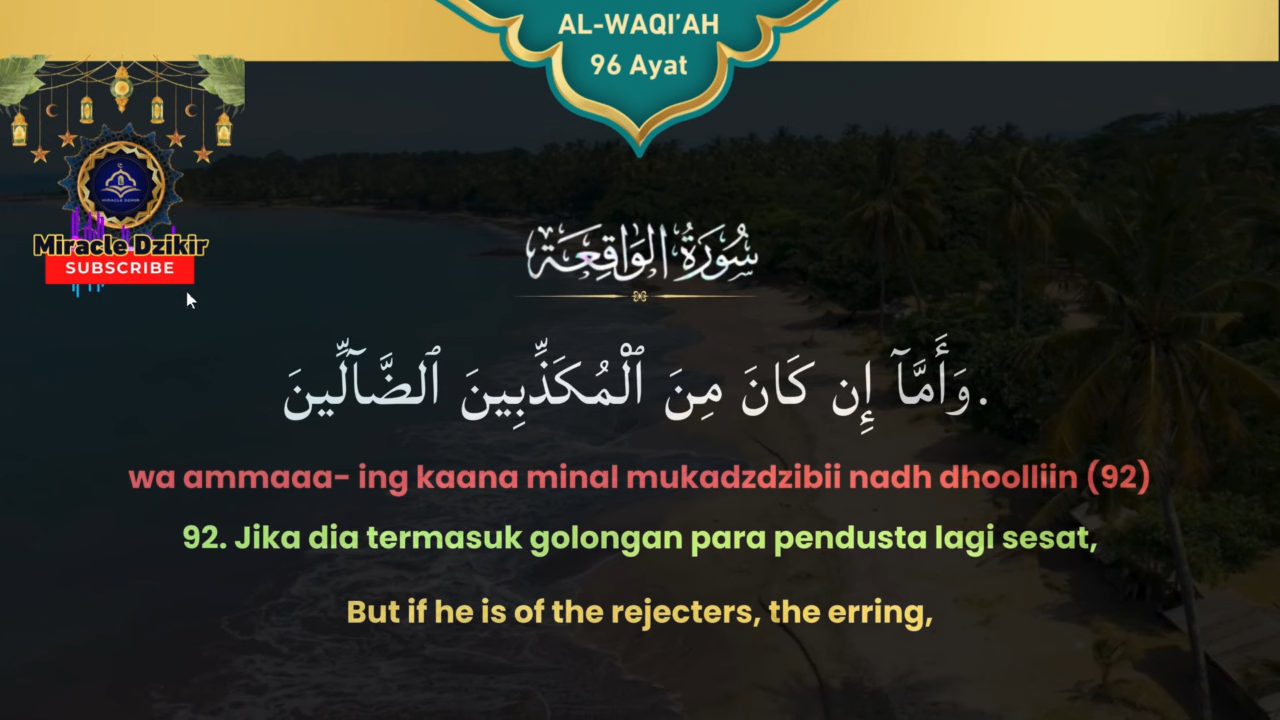 AL-WAQI'AH
96 Ayat
Miracle Dzikir
SUBSCRIBE
سُورَةُ الوَاقِعَة
وَأَمَّآ إِن كَانَ مِنَ ٱلْمُكَذِّبِينَ ٱلضَّآلِّينَ.
wa ammaaa- ing kaana minal mukadzdzibii nadh dhoolliin (92)
92. Jika dia termasuk golongan para pendusta lagi sesat,
But if he is of the rejecters, the erring,